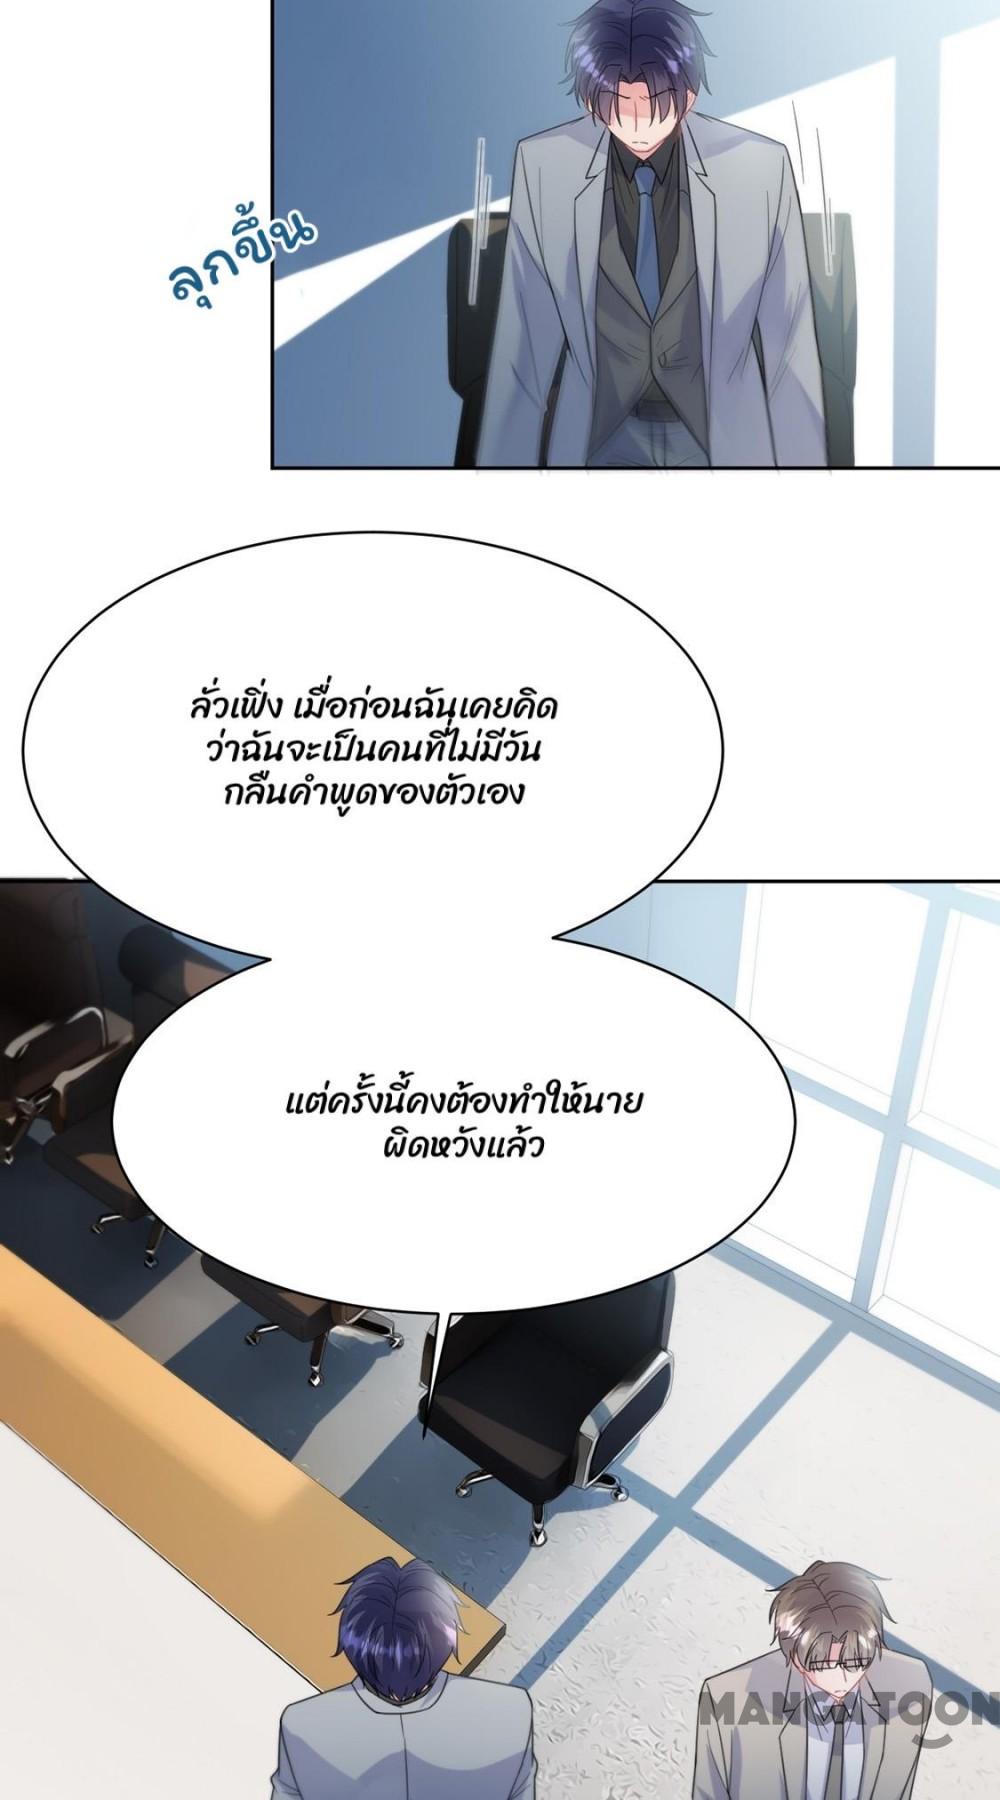 ลุกขึ้น
ลั่วเฟิ่ง เมื่อก่อนฉันเคยคิด
ว่าฉันจะเป็นคนที่ไม่มีวัน
กลืนคำพูดของตัวเอง
แต่ครั้งนี้คงต้องทำให้นาย
ผิดหวังแล้ว
MANGATOON